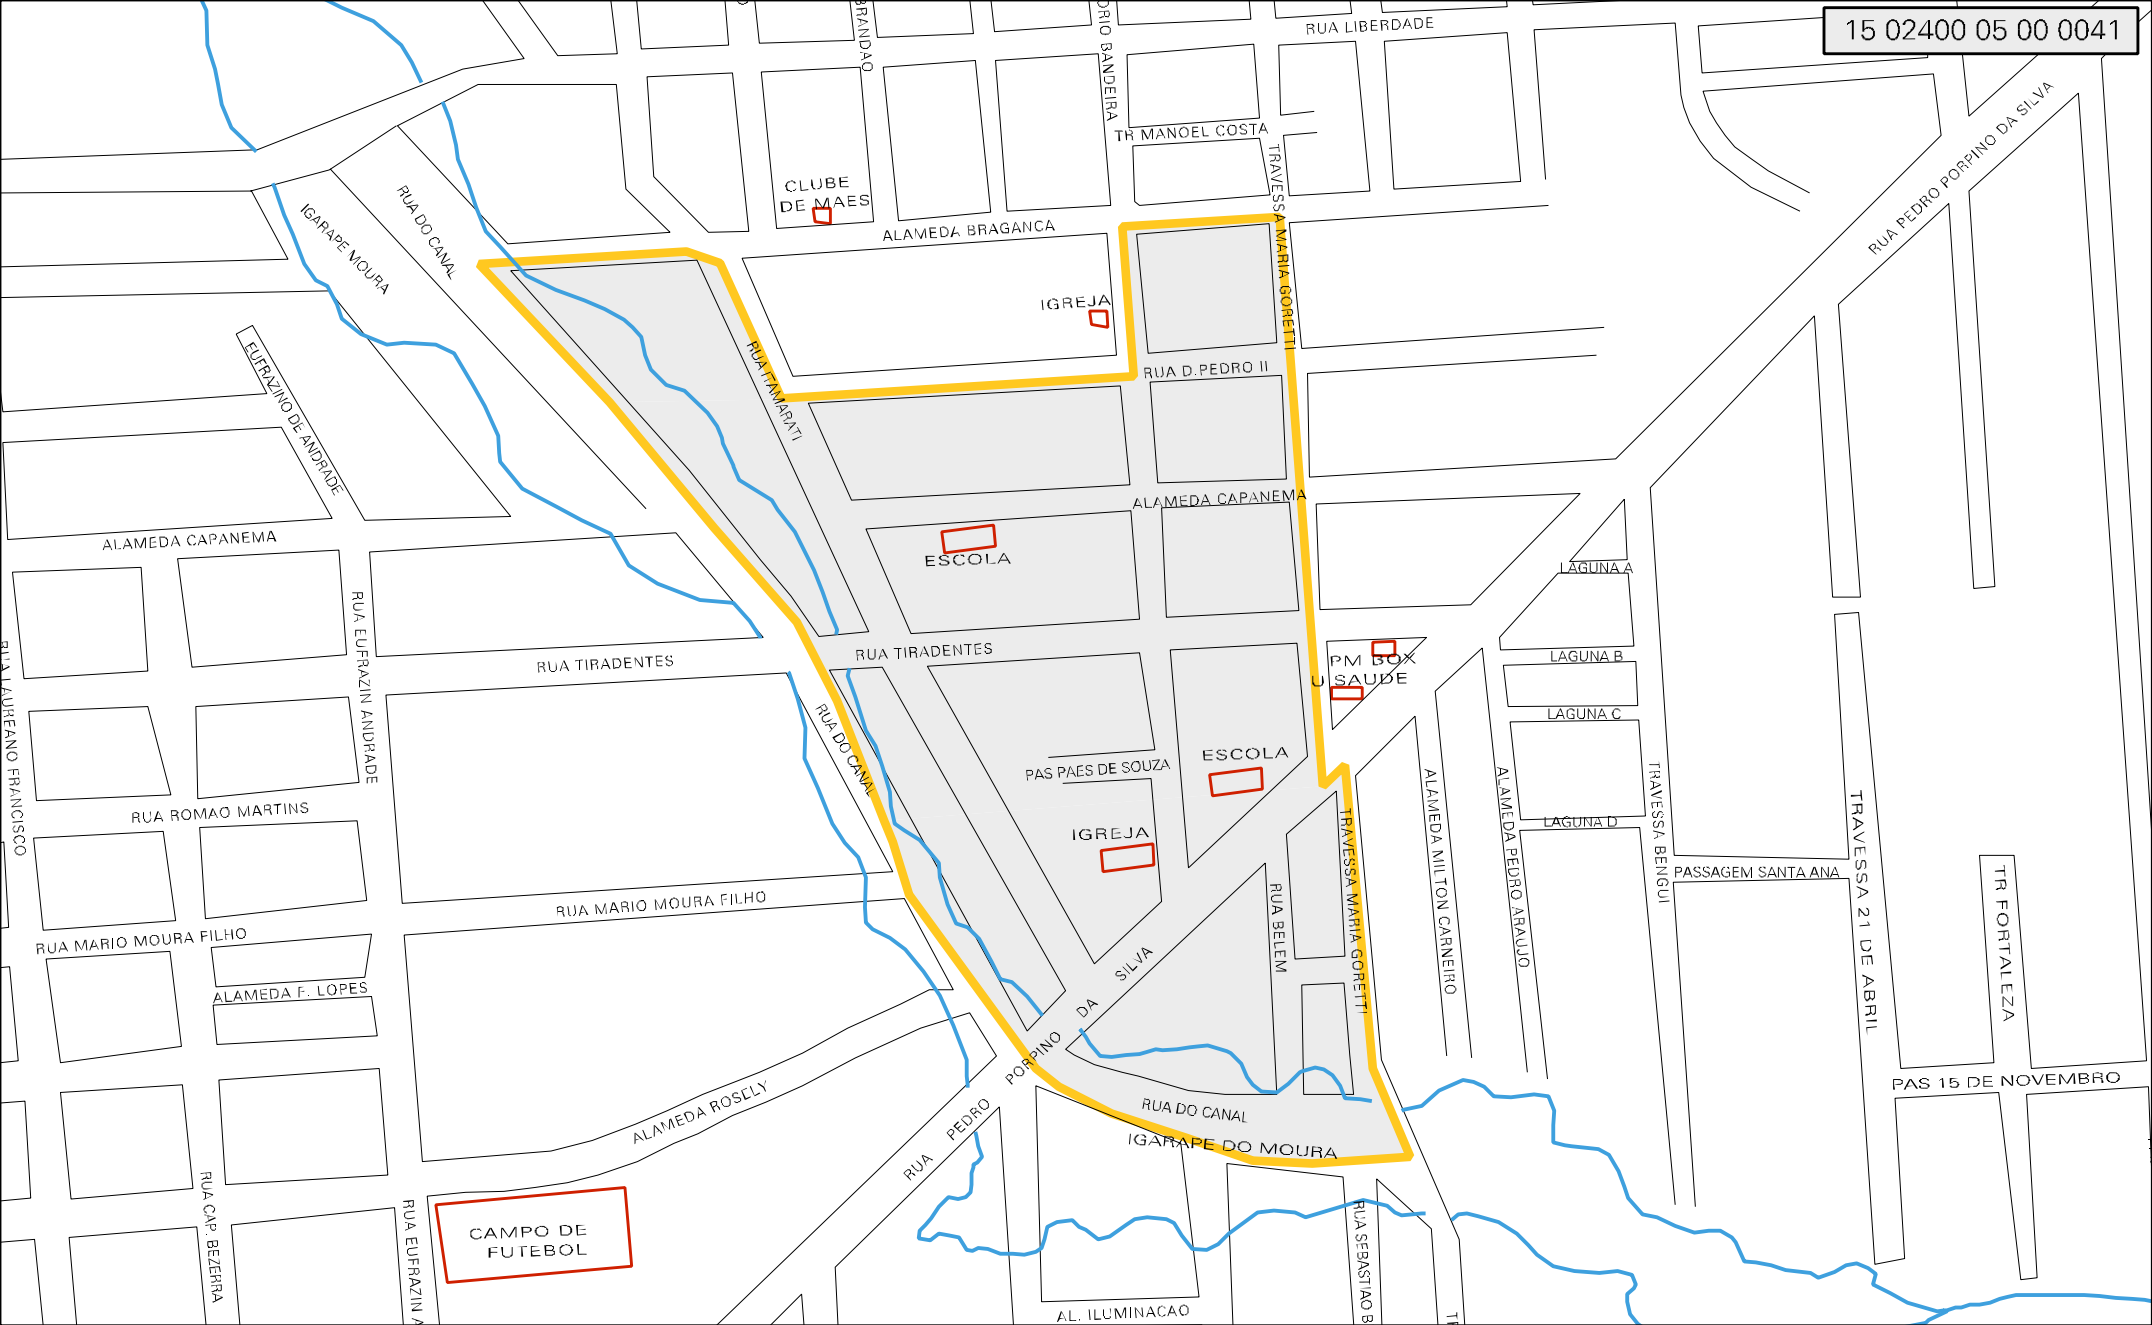 15 02400 05 00 0041
RUA LIBERDADE
BRANDAO
ORIO BANDEIRA
TR MANOEL COSTA
TRAVESSA MARIA GORETTI
RUA PEDRO PORPINO DA SILVA
CLUBE
DE MAES
ALAMEDA BRAGANCA
RUA DO CANAL
IGARAPE MOURA
IGREJA
RUA ITAMARATI
RUA D.PEDRO II
EUFRAZINO DE ANDRADE
ALAMEDA CAPANEMA
ALAMEDA CAPANEMA
ESCOLA
LAGUNA A
RUA EUFRAZIN ANDRADE
RUA LAUREANO FRANCISCO
RUA TIRADENTES
RUA TIRADENTES
PM BOX
U SAUDE
LAGUNA B
LAGUNA C
RUA DO CANAL
ESCOLA
PAS PAES DE SOUZA
RUA ROMAO MARTINS
IGREJA
LAGUNA D
ALAMEDA MILTON CARNEIRO
ALAMEDA PEDRO ARAUJO
TRAVESSA BENGUI
TRAVESSA 21 DE ABRIL
PASSAGEM SANTA ANA
TR FORTALEZA
TRAVESSA MARIA GORETTI
RUA BELEM
RUA MARIO MOURA FILHO
RUA MARIO MOURA FILHO
ALAMEDA F. LOPES
RUA PEDRO PORPINO DA SILVA
PAS 15 DE NOVEMBRO
ALAMEDA ROSELY
RUA DO CANAL
IGARAPE DO MOURA
RUA CAP. BEZERRA
RUA EUFRAZIN A
CAMPO DE
FUTEBOL
RUA SEBASTIAO B
AL. ILUMINACAO